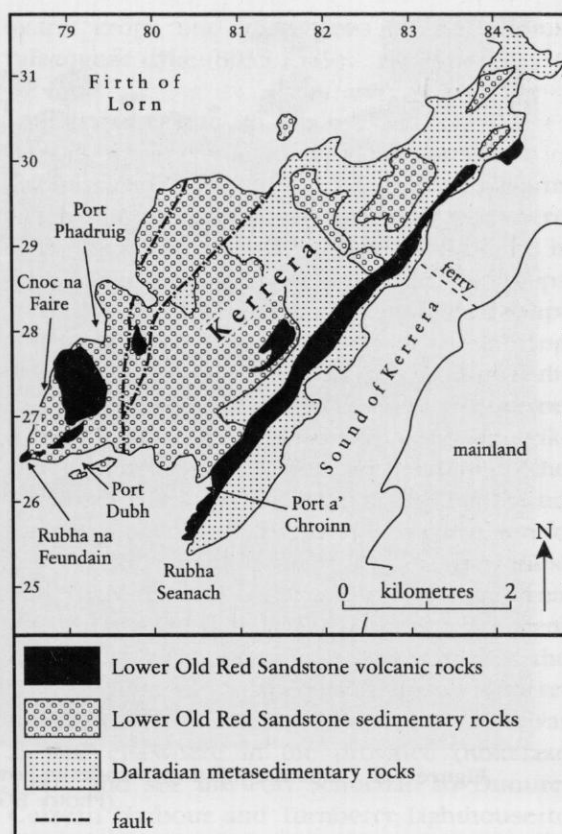 79 80 81 82 83 84
31
30
29
28
27
26
25
Firth of
Lorn
Port
Phadruig
Cnoc na
Faire
Kerrera
ferry
Sound of Kerrera
mainland
Port
Dubh
Port a'
Chroinn
Rubha na
Feundain
Rubha
Seanach
N
0 kilometres 2
Lower Old Red Sandstone volcanic rocks
Lower Old Red Sandstone sedimentary rocks
Dalradian metasedimentary rocks
fault